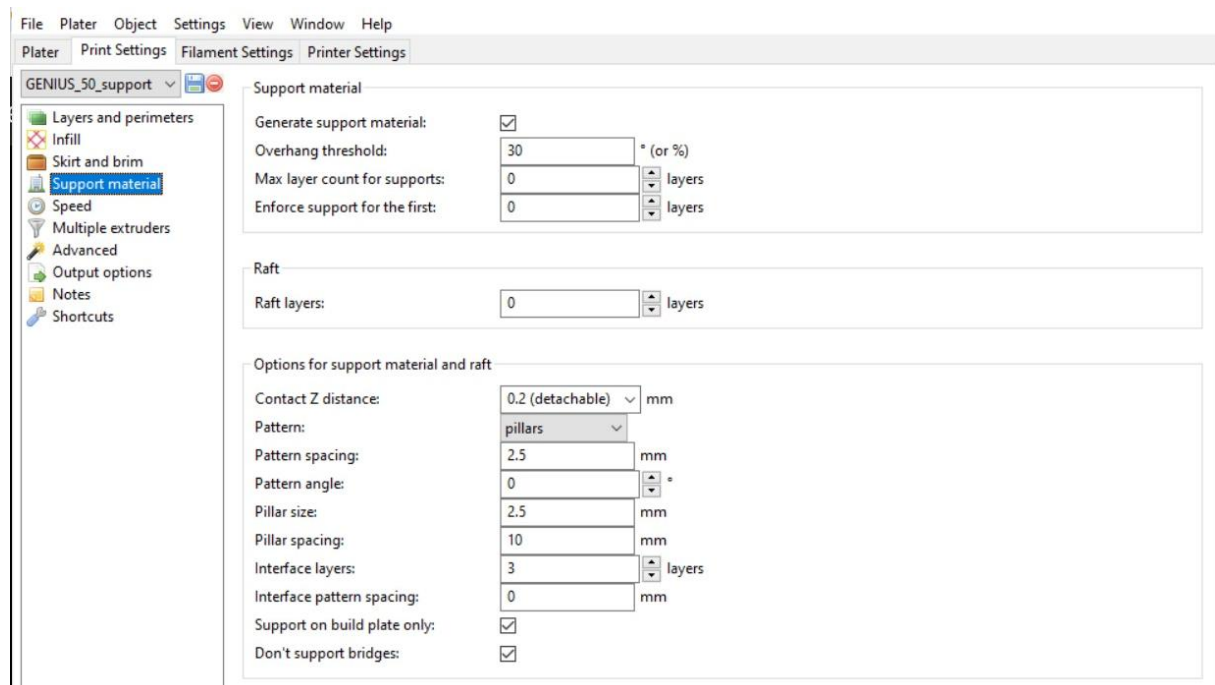 File Plater Object Settings View Window Help
Plater Print Settings Filament Settings Printer Settings
GENIUS_50_support
Layers and perimeters
Infill
Skirt and brim
Support material
Speed
Multiple extruders
Advanced
Output options
Notes
Shortcuts
Support material
Generate support material:
Overhang threshold: 30 ° (or %)
Max layer count for supports: 0 layers
Enforce support for the first: 0 layers
Raft
Raft layers: 0 layers
Options for support material and raft
Contact Z distance: 0.2 (detachable) mm
Pattern: pillars
Pattern spacing: 2.5 mm
Pattern angle: 0 °
Pillar size: 2.5 mm
Pillar spacing: 10 mm
Interface layers: 3 layers
Interface pattern spacing: 0 mm
Support on build plate only:
Don't support bridges: